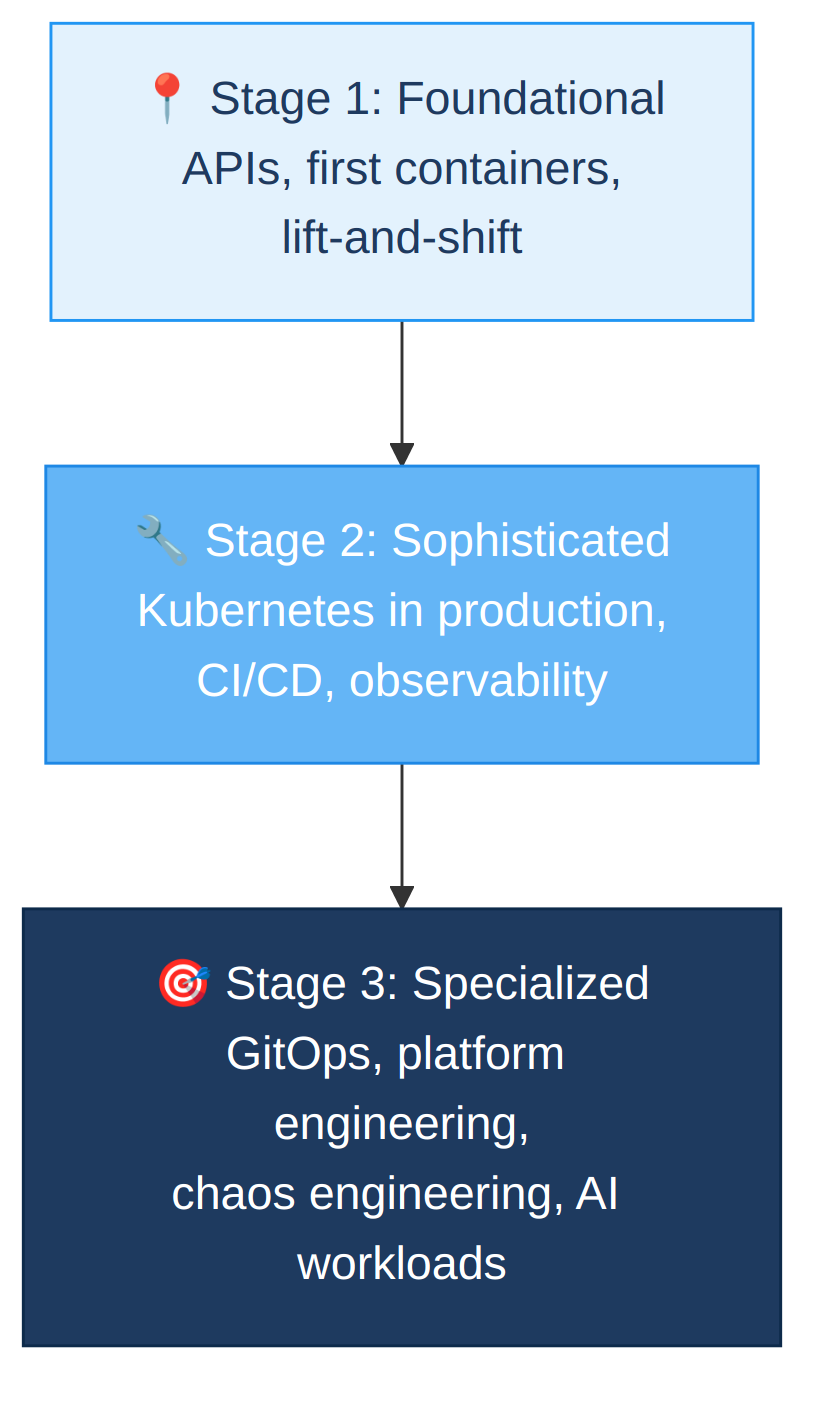 📍 Stage 1: Foundational
APIs, first containers,
lift-and-shift
🔧 Stage 2: Sophisticated
Kubernetes in production,
CI/CD, observability
🎯 Stage 3: Specialized
GitOps, platform
engineering,
chaos engineering, AI
workloads